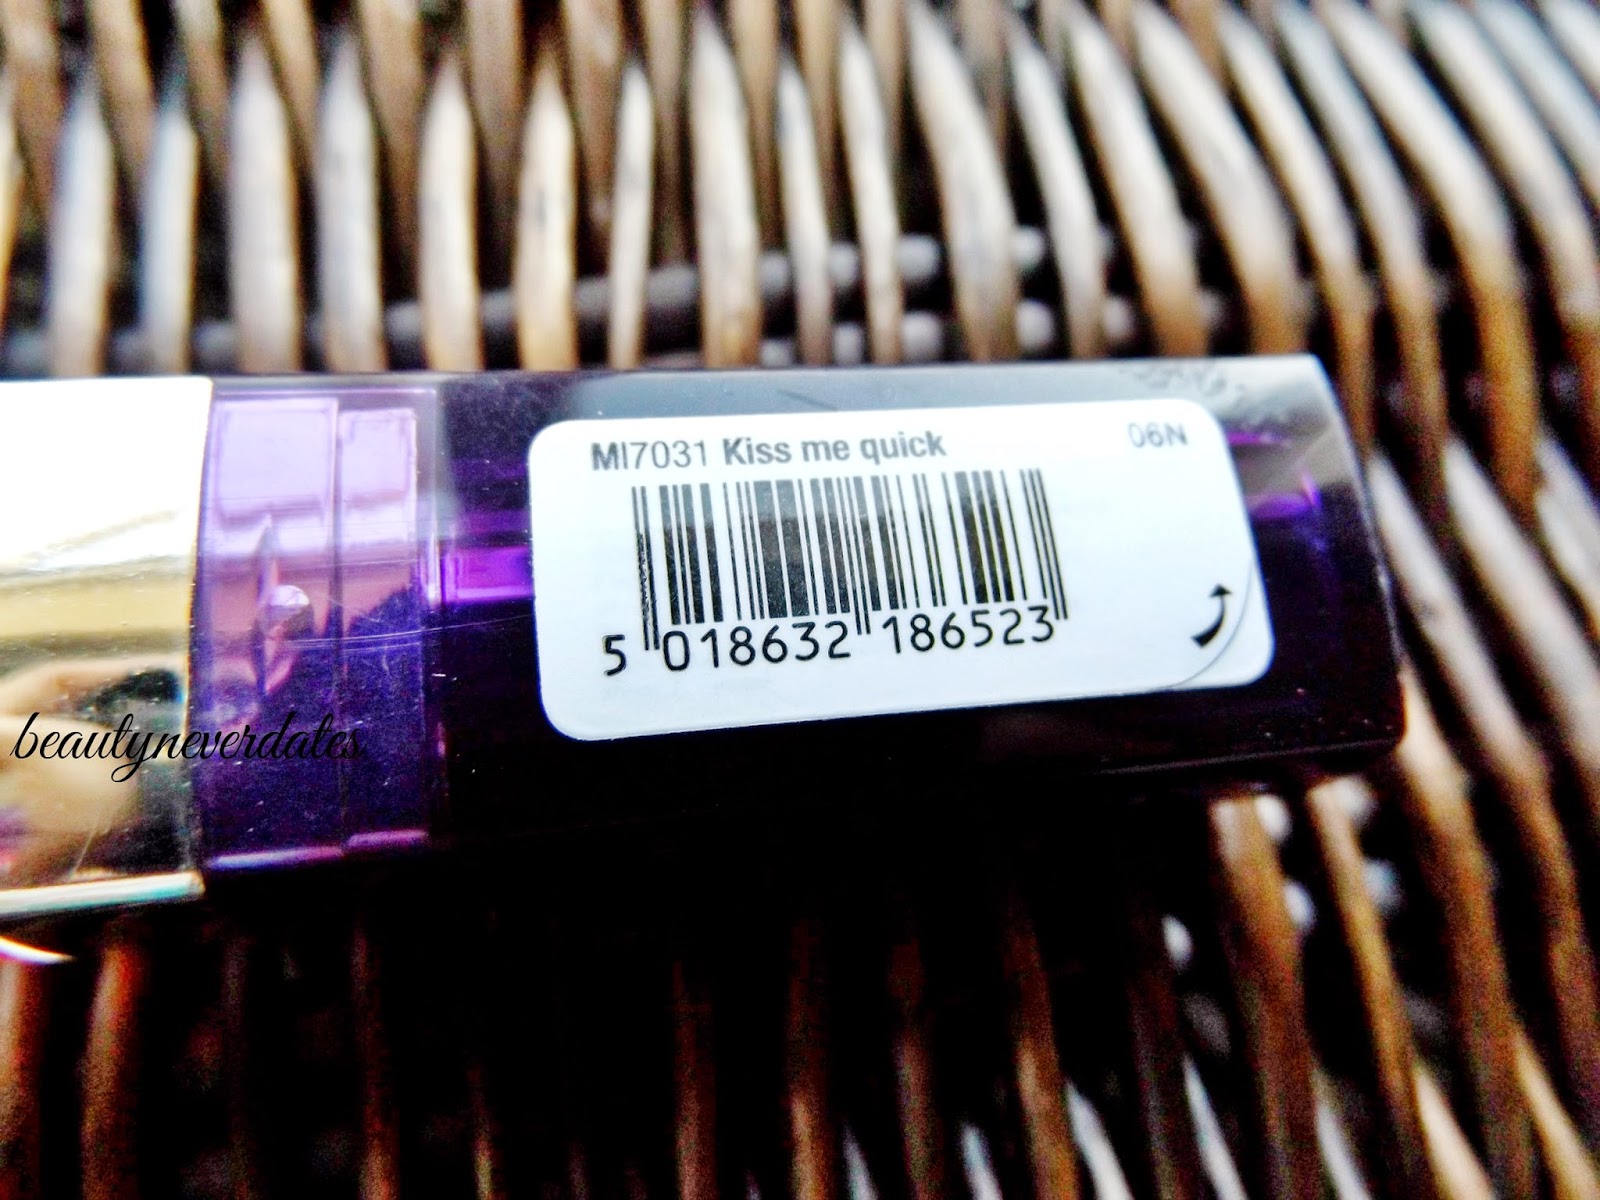 MI7031 Kiss me quick 06N
5 018632 186523
beautyneverdates